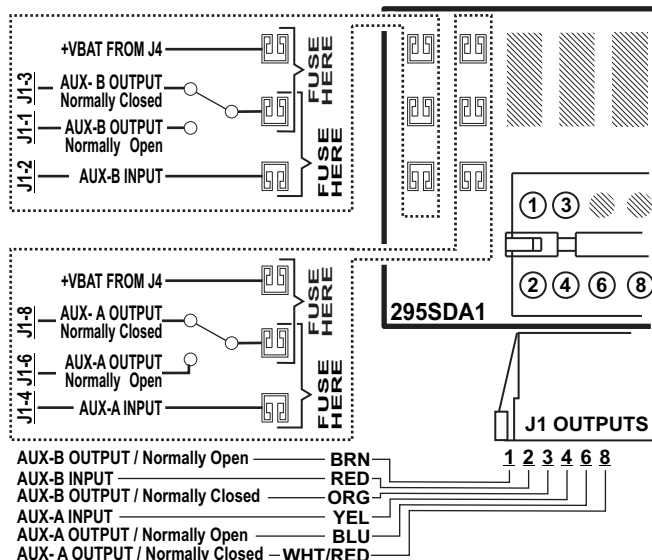 +VBAT FROM J4
FUSE HERE
J1-3
AUX- B OUTPUT
Normally Closed
J1-1
AUX-B OUTPUT
Normally Open
FUSE HERE
J1-2
AUX-B INPUT
1 3
2 4 6 8
295SDA1
+VBAT FROM J4
FUSE HERE
J1-8
AUX- A OUTPUT
Normally Closed
J1-6
AUX-A OUTPUT
Normally Open
FUSE HERE
J1-4
AUX-A INPUT
J1 OUTPUTS
1 2 3 4 6 8
AUX-B OUTPUT / Normally Open BRN
AUX-B INPUT RED
AUX-B OUTPUT / Normally Closed ORG
AUX-A INPUT YEL
AUX-A OUTPUT / Normally Open BLU
AUX- A OUTPUT / Normally Closed WHT/RED